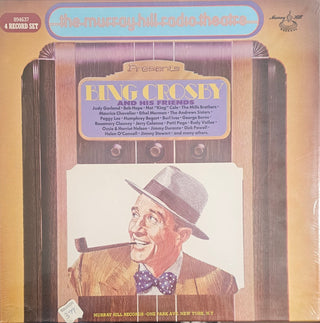 894637
4 RECORD SET
the murray hill radio theatre
Murray Hill
Presents
BING CROSBY
AND HIS FRIENDS
Judy Garland • Bob Hope • Nat "King" Cole • The Mills Brothers •
Maurice Chevalier • Ethel Merman • The Andrews Sisters •
Peggy Lee • Humphrey Bogart • Burl Ives • George Burns •
Rosemary Clooney • Jerry Colonna • Patti Page • Rudy Vallee •
Ozzie & Harriet Nelson • Jimmy Durante • Dick Powell •
Helen O'Connell • Jimmy Stewart • and many others.
MURRAY HILL RECORDS • ONE PARK AVE. NEW YORK, N.Y.